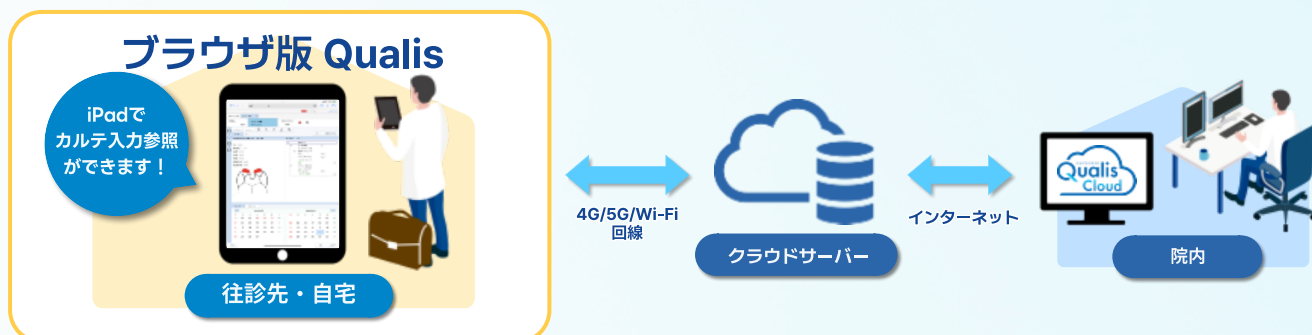 ブラウザ版 Qualis
iPadで
カルテ入力参照
ができます！
往診先・自宅
4G/5G/Wi-Fi
回線
クラウドサーバー
インターネット
Qualis
Cloud
院内